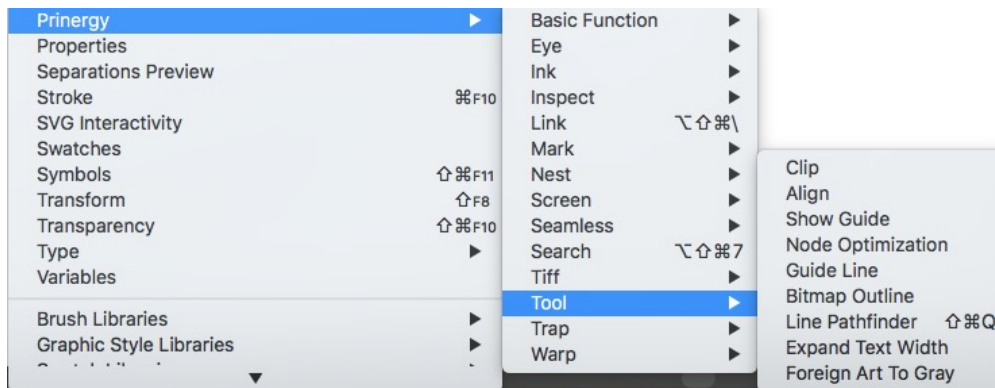 Prinergy
Properties
Separations Preview
Stroke ⌘F10
SVG Interactivity
Swatches
Symbols ⇧⌘F11
Transform ⇧F8
Transparency ⇧⌘F10
Type
Variables
Brush Libraries
Graphic Style Libraries
Basic Function
Eye
Ink
Inspect
Link ⌥⇧⌘\
Mark
Nest
Screen
Seamless
Search ⌥⇧⌘7
Tiff
Tool
Trap
Warp
Clip
Align
Show Guide
Node Optimization
Guide Line
Bitmap Outline
Line Pathfinder ⇧⌘Q
Expand Text Width
Foreign Art To Gray